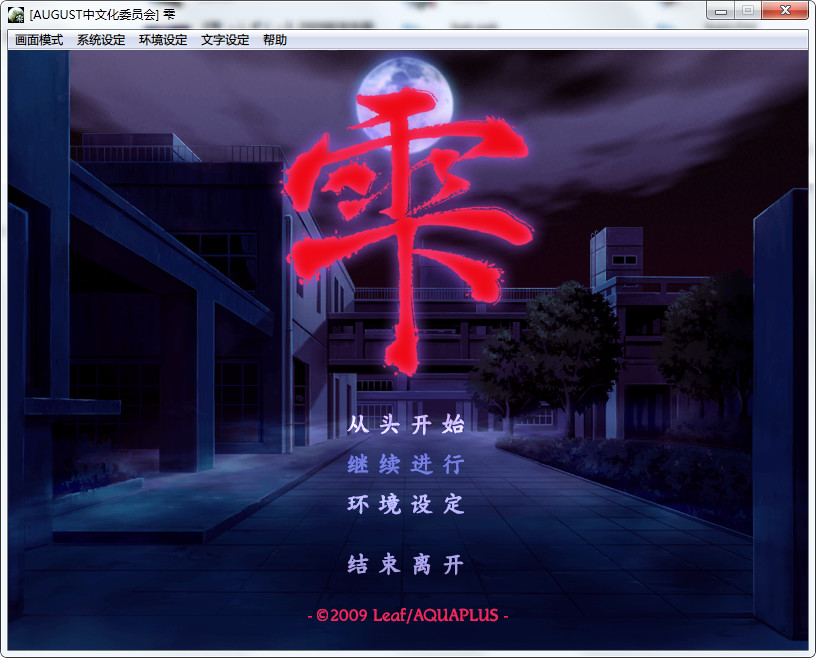 [AUGUST中文化委员会] 雫
画面模式 系统设定 环境设定 文字设定 帮助
雫
从头开始
继续进行
环境设定
结束离开
- ©2009 Leaf/AQUAPLUS -